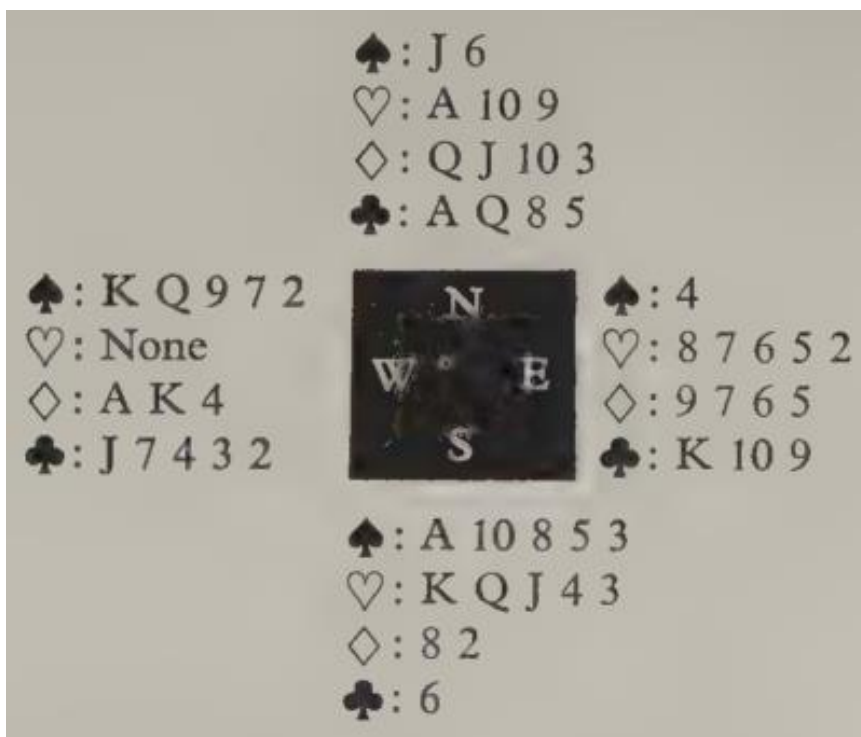 ♠: J 6
♡: A 10 9
♢: Q J 10 3
♣: A Q 8 5
♠: K Q 9 7 2
♡: None
♢: A K 4
♣: J 7 4 3 2
N
W E
S
♠: 4
♡: 8 7 6 5 2
♢: 9 7 6 5
♣: K 10 9
♠: A 10 8 5 3
♡: K Q J 4 3
♢: 8 2
♣: 6